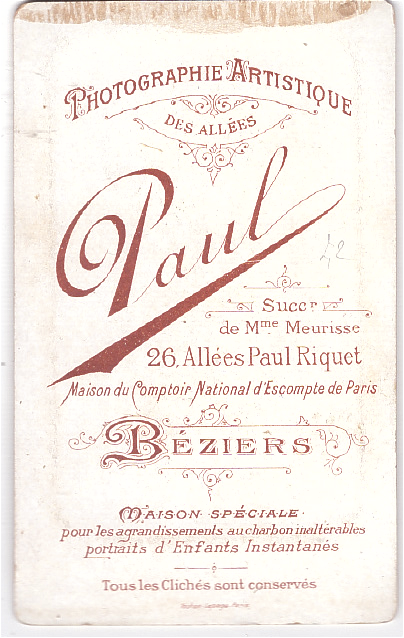 PHOTOGRAPHIE ARTISTIQUE
DES ALLÉES
Paul
42
Succr
de Mme Meurisse
26, Allées Paul Riquet
Maison du Comptoir National d'Escompte de Paris
BÉZIERS
MAISON SPÉCIALE
pour les agrandissements au charbon inaltérables
portraits d'Enfants Instantanés
Tous les Clichés sont conservés